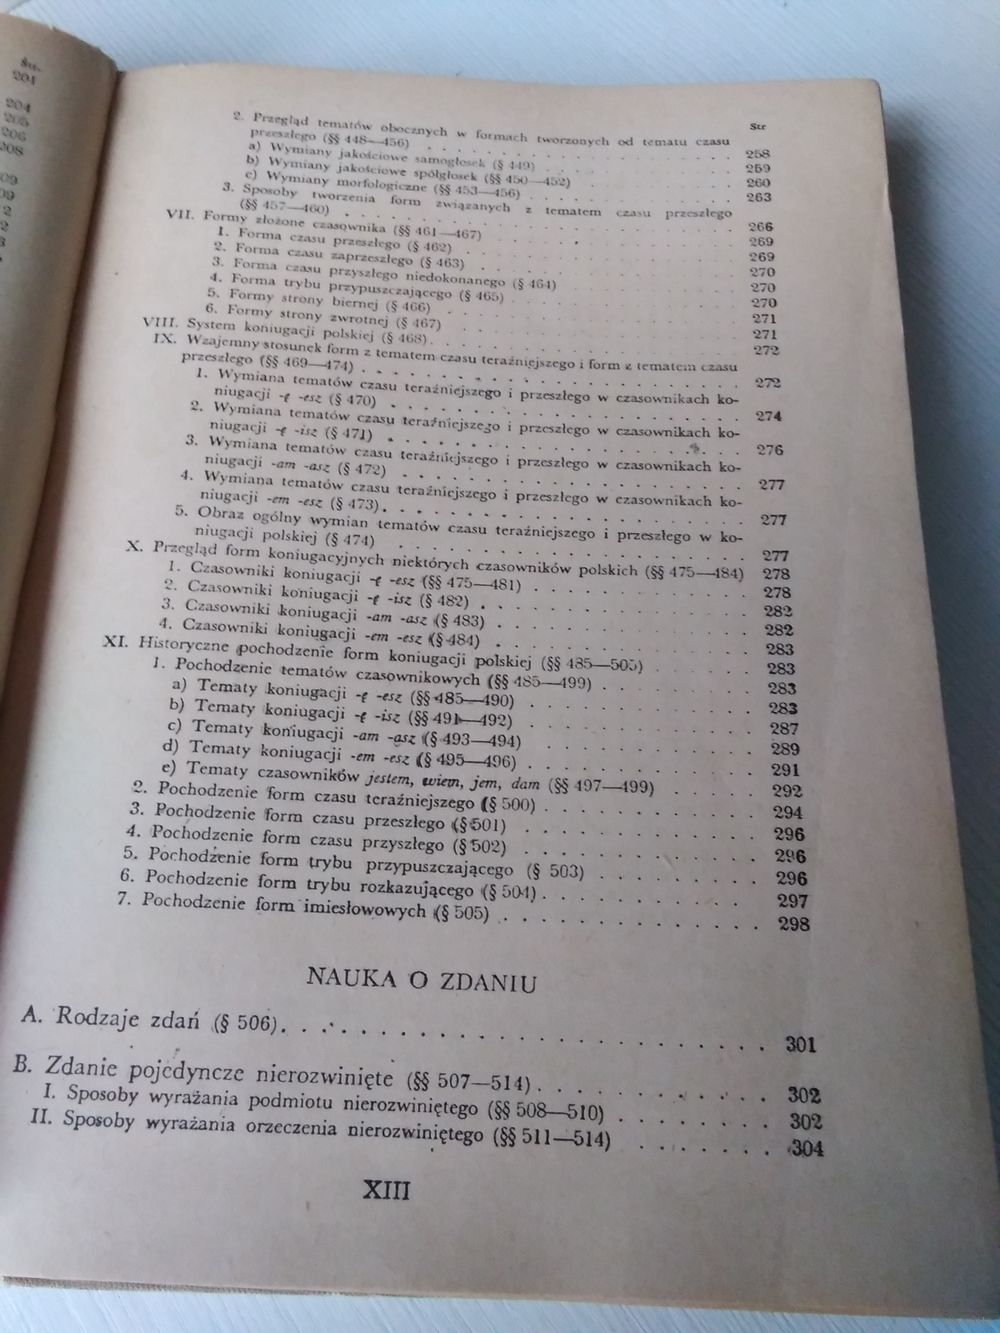 Str.
204
204
205
206
208
Str
2. Przegląd tematów obocznych w formach tworzonych od tematu czasu
przeszłego (§§ 448—456) . . . . . . . . . . . . . . 258
a) Wymiany jakościowe samogłosek (§ 449) . . . . . . . . 259
b) Wymiany jakościowe spółgłosek (§§ 450—452) . . . . . . 260
c) Wymiany morfologiczne (§§ 453—456) . . . . . . . . 263
3. Sposoby tworzenia form związanych z tematem czasu przeszłego
(§§ 457—460) . . . . . . . . . . . . . . . . 266
VII. Formy złożone czasownika (§§ 461—467) . . . . . . . . 269
1. Forma czasu przeszłego (§ 462) . . . . . . . . . . . 269
2. Forma czasu zaprzeszłego (§ 463) . . . . . . . . . . 270
3. Forma czasu przyszłego niedokonanego (§ 464) . . . . . . 270
4. Forma trybu przypuszczającego (§ 465) . . . . . . . . 270
5. Formy strony biernej (§ 466) . . . . . . . . . . . 271
6. Formy strony zwrotnej (§ 467) . . . . . . . . . . . 271
VIII. System koniugacji polskiej (§ 468) . . . . . . . . . . 272
IX. Wzajemny stosunek form z tematem czasu teraźniejszego i form z tematem czasu
przeszłego (§§ 469—474) . . . . . . . . . . . . . . 272
1. Wymiana tematów czasu teraźniejszego i przeszłego w czasownikach ko-
niugacji -ę -esz (§ 470) . . . . . . . . . . . . . . 274
2. Wymiana tematów czasu teraźniejszego i przeszłego w czasownikach ko-
niugacji -ę -isz (§ 471) . . . . . . . . . . . . . . 276
3. Wymiana tematów czasu teraźniejszego i przeszłego w czasownikach ko-
niugacji -am -asz (§ 472) . . . . . . . . . . . . . . 277
4. Wymiana tematów czasu teraźniejszego i przeszłego w czasownikach ko-
niugacji -em -esz (§ 473) . . . . . . . . . . . . . . 277
5. Obraz ogólny wymian tematów czasu teraźniejszego i przeszłego w ko-
niugacji polskiej (§ 474) . . . . . . . . . . . . . . 277
X. Przegląd form koniugacyjnych niektórych czasowników polskich (§§ 475—484) 278
1. Czasowniki koniugacji -ę -esz (§§ 475—481) . . . . . . . . 278
2. Czasowniki koniugacji -ę -isz (§ 482) . . . . . . . . . . 282
3. Czasowniki koniugacji -am -asz (§ 483) . . . . . . . . . 282
4. Czasowniki koniugacji -em -esz (§ 484) . . . . . . . . . 283
XI. Historyczne pochodzenie form koniugacji polskiej (§§ 485—505) . . . . 283
1. Pochodzenie tematów czasownikowych (§§ 485—499) . . . . . . 283
a) Tematy koniugacji -ę -esz (§§ 485—490) . . . . . . . . 283
b) Tematy koniugacji -ę -isz (§§ 491—492) . . . . . . . . 287
c) Tematy koniugacji -am -asz (§ 493—494) . . . . . . . . 289
d) Tematy koniugacji -em -esz (§ 495—496) . . . . . . . . 291
e) Tematy czasowników jestem, wiem, jem, dam (§§ 497—499) . . . . 292
2. Pochodzenie form czasu teraźniejszego (§ 500) . . . . . . . . 294
3. Pochodzenie form czasu przeszłego (§ 501) . . . . . . . . . 296
4. Pochodzenie form czasu przyszłego (§ 502) . . . . . . . . . 296
5. Pochodzenie form trybu przypuszczającego (§ 503) . . . . . . . 296
6. Pochodzenie form trybu rozkazującego (§ 504) . . . . . . . . 297
7. Pochodzenie form imiesłowowych (§ 505) . . . . . . . . . . 298
NAUKA O ZDANIU
A. Rodzaje zdań (§ 506) . . . . . . . . . . . . . . . . 301
B. Zdanie pojedyncze nierozwinięte (§§ 507—514) . . . . . . . . . 302
I. Sposoby wyrażania podmiotu nierozwiniętego (§§ 508—510) . . . . . 302
II. Sposoby wyrażania orzeczenia nierozwiniętego (§§ 511—514) . . . . . 304
XIII